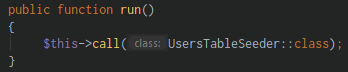 public function run()
{
    $this->call( class: UsersTableSeeder::class);
}